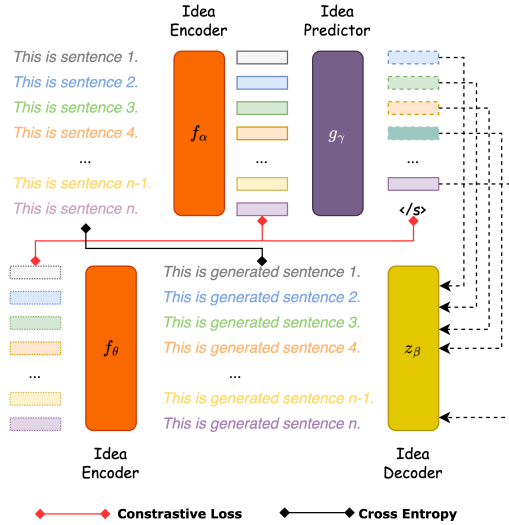 Idea
Encoder
Idea
Predictor
This is sentence 1.
This is sentence 2.
This is sentence 3.
This is sentence 4.
...
This is sentence n-1.
This is sentence n.
fα
...
gγ
...
</s>
...
fθ
This is generated sentence 1.
This is generated sentence 2.
This is generated sentence 3.
This is generated sentence 4.
...
This is generated sentence n-1.
This is generated sentence n.
zβ
Idea
Encoder
Idea
Decoder
Constrastive Loss
Cross Entropy